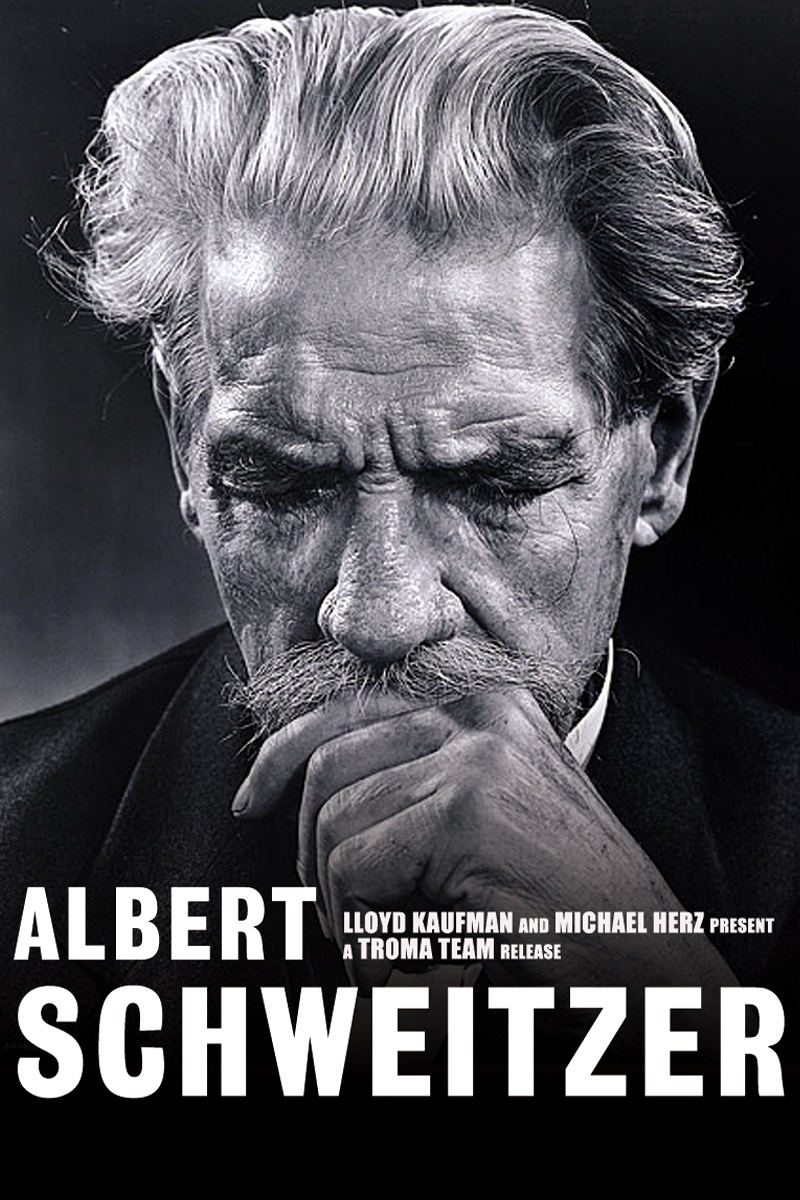 ALBERT
LLOYD KAUFMAN AND MICHAEL HERZ PRESENT
A TROMA TEAM RELEASE
SCHWEITZER